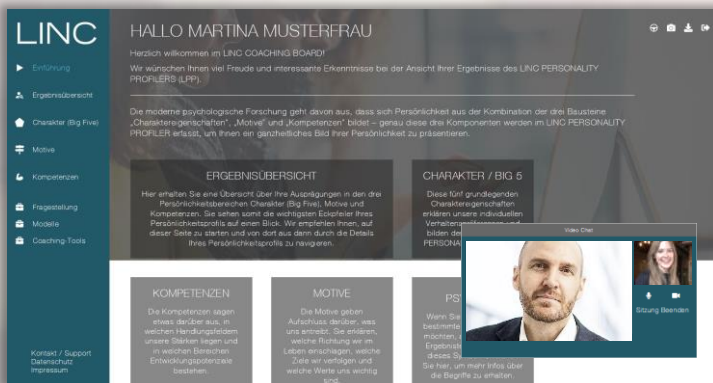 LINC
Einführung
Ergebnisübersicht
Charakter (Big Five)
Motive
Kompetenzen
Fragestellung
Modelle
Coaching-Tools
Kontakt / Support
Datenschutz
Impressum
HALLO MARTINA MUSTERFRAU
Herzlich willkommen im LINC COACHING BOARD!
Wir wünschen Ihnen viel Freude und interessante Erkenntnisse bei der Ansicht Ihrer Ergebnisse des LINC PERSONALITY
PROFILERS (LPP).
Die moderne psychologische Forschung geht davon aus, dass sich Persönlichkeit aus der Kombination der drei Bausteine
„Charaktereigenschaften“, „Motive“ und „Kompetenzen“ bildet – genau diese drei Komponenten werden im LINC PERSONALITY
PROFILER erfasst, um Ihnen ein ganzheitliches Bild Ihrer Persönlichkeit zu präsentieren.
ERGEBNISÜBERSICHT
Hier erhalten Sie eine Übersicht über Ihre Ausprägungen in den drei
Persönlichkeitsbereichen Charakter (Big Five), Motive und
Kompetenzen. Sie sehen somit die wichtigsten Eckpfeiler Ihres
Persönlichkeitsprofils auf einen Blick. Wir empfehlen Ihnen, auf
dieser Seite zu starten und von dort aus dann durch die Details
Ihres Persönlichkeitsprofils zu navigieren.
CHARAKTER / BIG 5
Diese fünf grundlegenden
Charaktereigenschaften
erklären unsere individuellen
und
bilden
PERSONA
Video Chat
Sitzung Beenden
KOMPETENZEN
Die Kompetenzen sagen
etwas darüber aus, in
welchen Handlungsfeldern
unsere Stärken liegen und
in welchen Bereichen
Entwicklungspotenziale
bestehen.
MOTIVE
Die Motive geben
Aufschluss darüber, was
uns antreibt. Sie erklären,
welche Richtung wir im
Leben einschlagen, welche
Ziele wir verfolgen und
welche Werte uns wichtig
PS
Wenn Sie
bestimmte
möchten,
Ergebnis
dieses Sy
Sie hier, um mehr Infos über
die Begriffe zu erhalten.